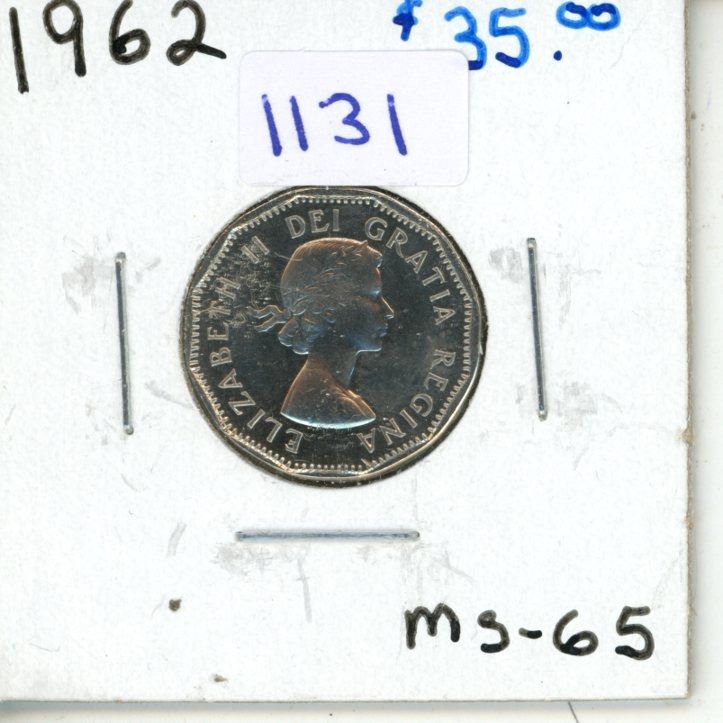 1962 $35.00
1131
ELIZABETH II DEI GRATIA REGINA
ms-65